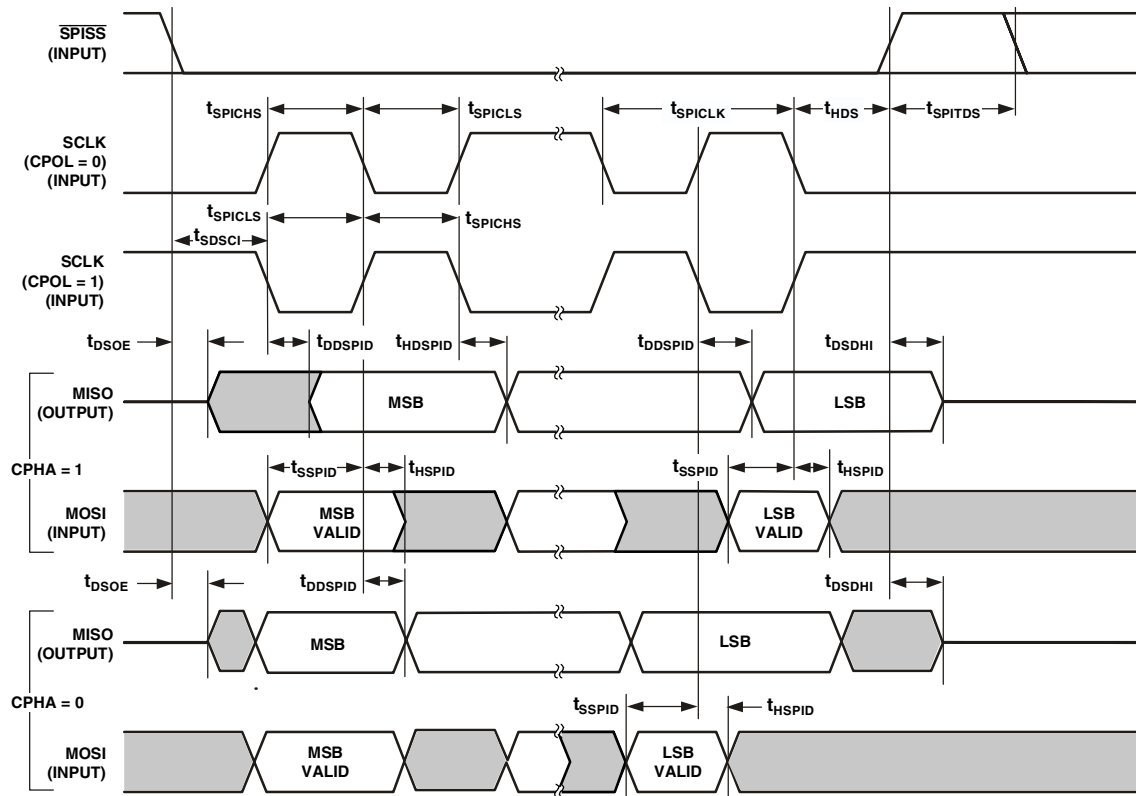 SPISS
(INPUT)
tSPICHS
tSPICLS
tSPICLK
tHDS
tSPITDS
SCLK
(CPOL = 0)
(INPUT)
tSPICLS
tSPICHS
tSDSCI
SCLK
(CPOL = 1)
(INPUT)
tDSOE
tDDSPID
tHDSPID
tDDSPID
tDSDHI
MISO
(OUTPUT)
MSB
LSB
CPHA = 1
tSSPID
tHSPID
tSSPID
tHSPID
MOSI
(INPUT)
MSB
VALID
LSB
VALID
tDSOE
tDDSPID
tDSDHI
MISO
(OUTPUT)
MSB
LSB
CPHA = 0
tSSPID
tHSPID
MOSI
(INPUT)
MSB
VALID
LSB
VALID